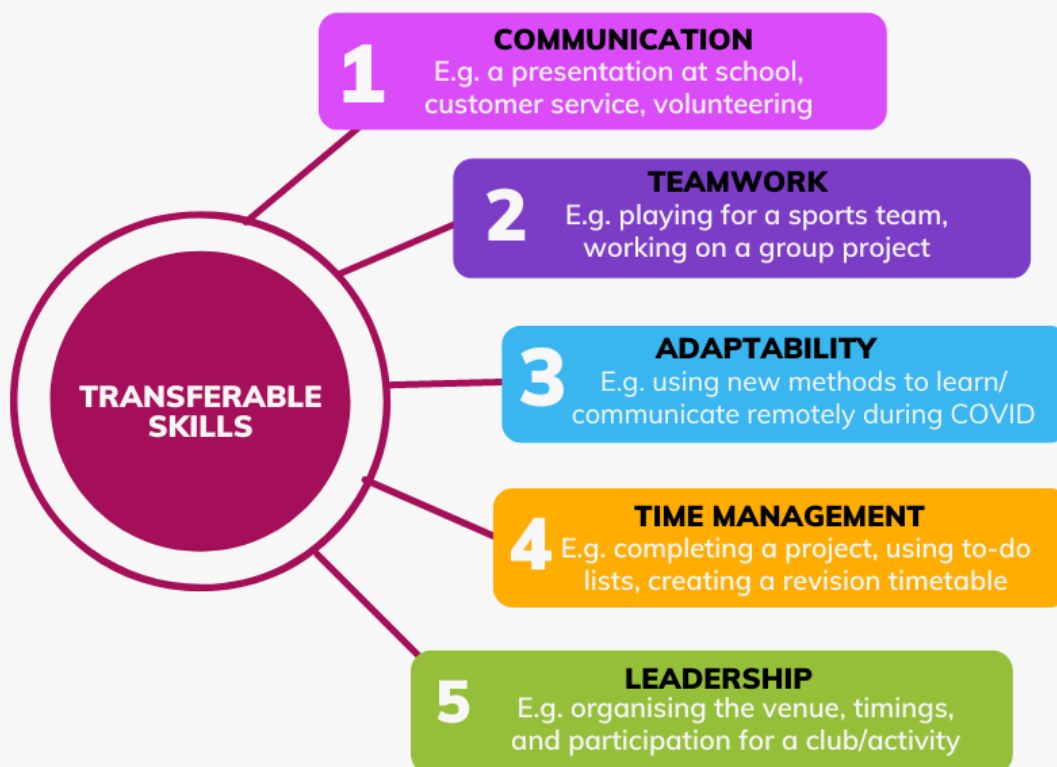 TRANSFERABLE
SKILLS
1
COMMUNICATION
E.g. a presentation at school,
customer service, volunteering
2
TEAMWORK
E.g. playing for a sports team,
working on a group project
3
ADAPTABILITY
E.g. using new methods to learn/
communicate remotely during COVID
4
TIME MANAGEMENT
E.g. completing a project, using to-do
lists, creating a revision timetable
5
LEADERSHIP
E.g. organising the venue, timings,
and participation for a club/activity